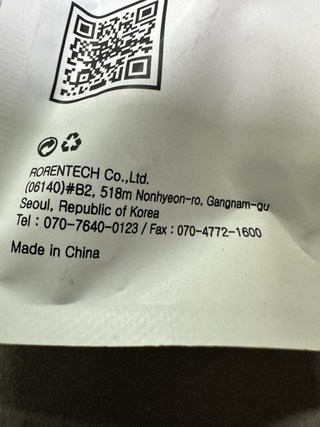 RORENTECH Co.,Ltd.
(06140)#B2, 518m Nonhyeon-ro, Gangnam-gu
Seoul, Republic of Korea
Tel : 070-7640-0123 / Fax : 070-4772-1600
Made in China